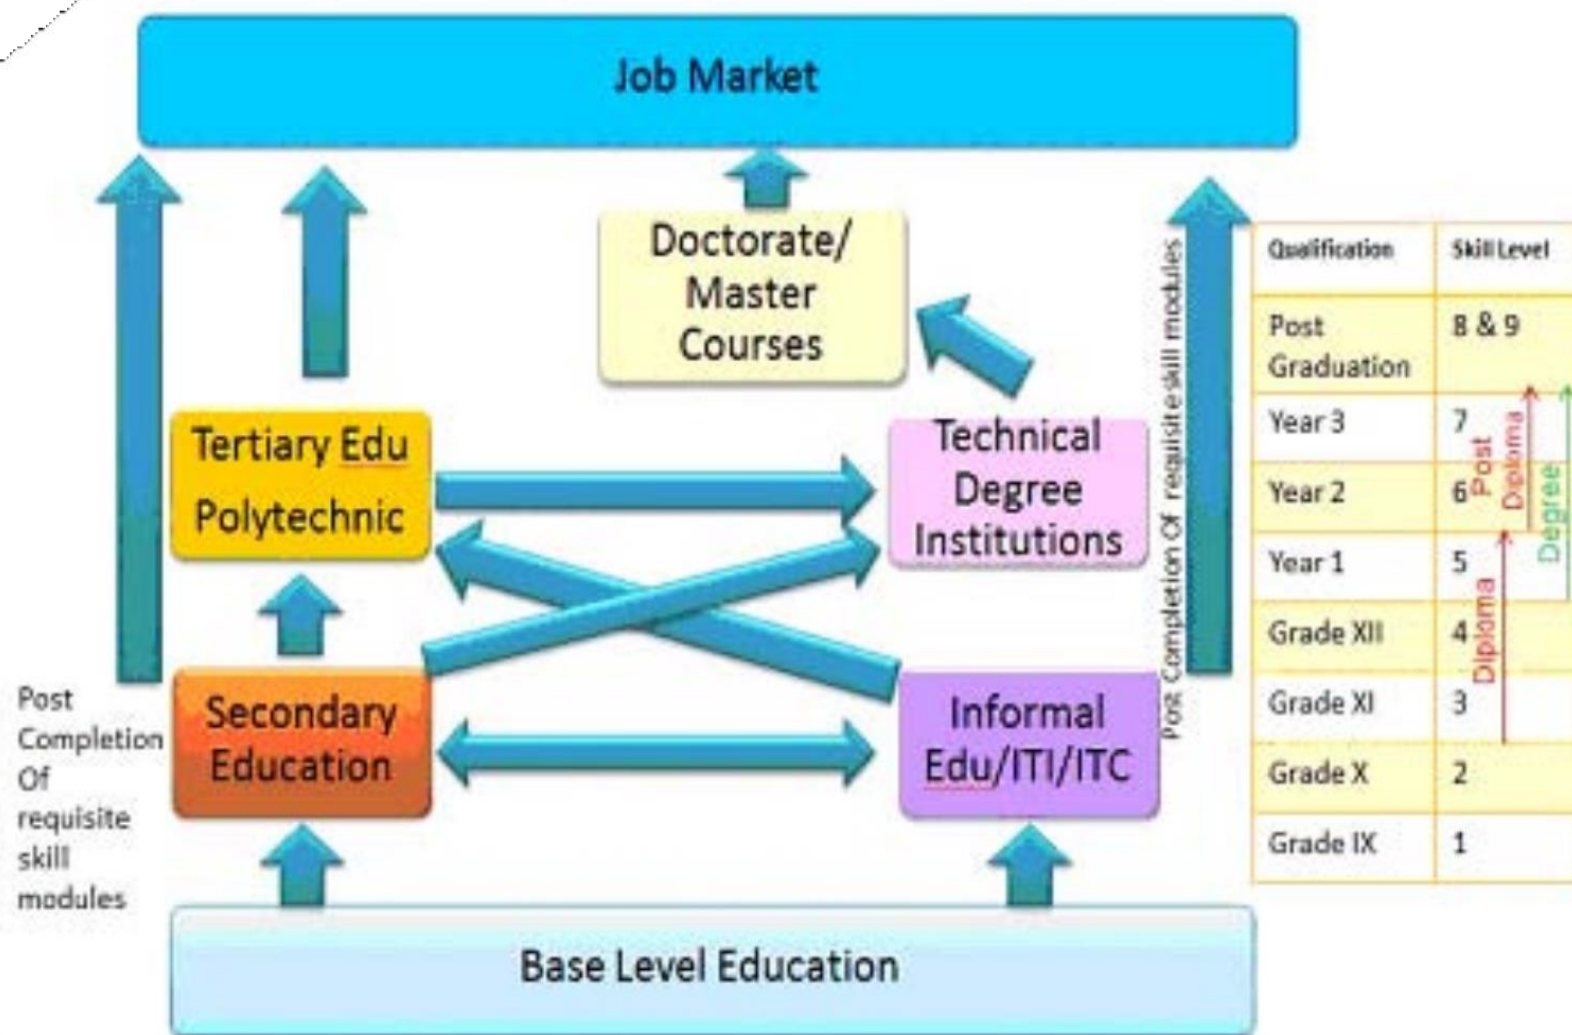 Job Market
Doctorate/
Master
Courses
Tertiary Edu
Polytechnic
Technical
Degree
Institutions
Secondary
Education
Informal
Edu/ITI/ITC
Base Level Education
Post
Completion
Of
requisite
skill
modules
Post Completion Of requisite skill modules
Qualification Skill Level
Post
Graduation 8 & 9
Year 3 7
Year 2 6
Year 1 5
Grade XII 4
Grade XI 3
Grade X 2
Grade IX 1
Post
Diploma
Degree
Diploma